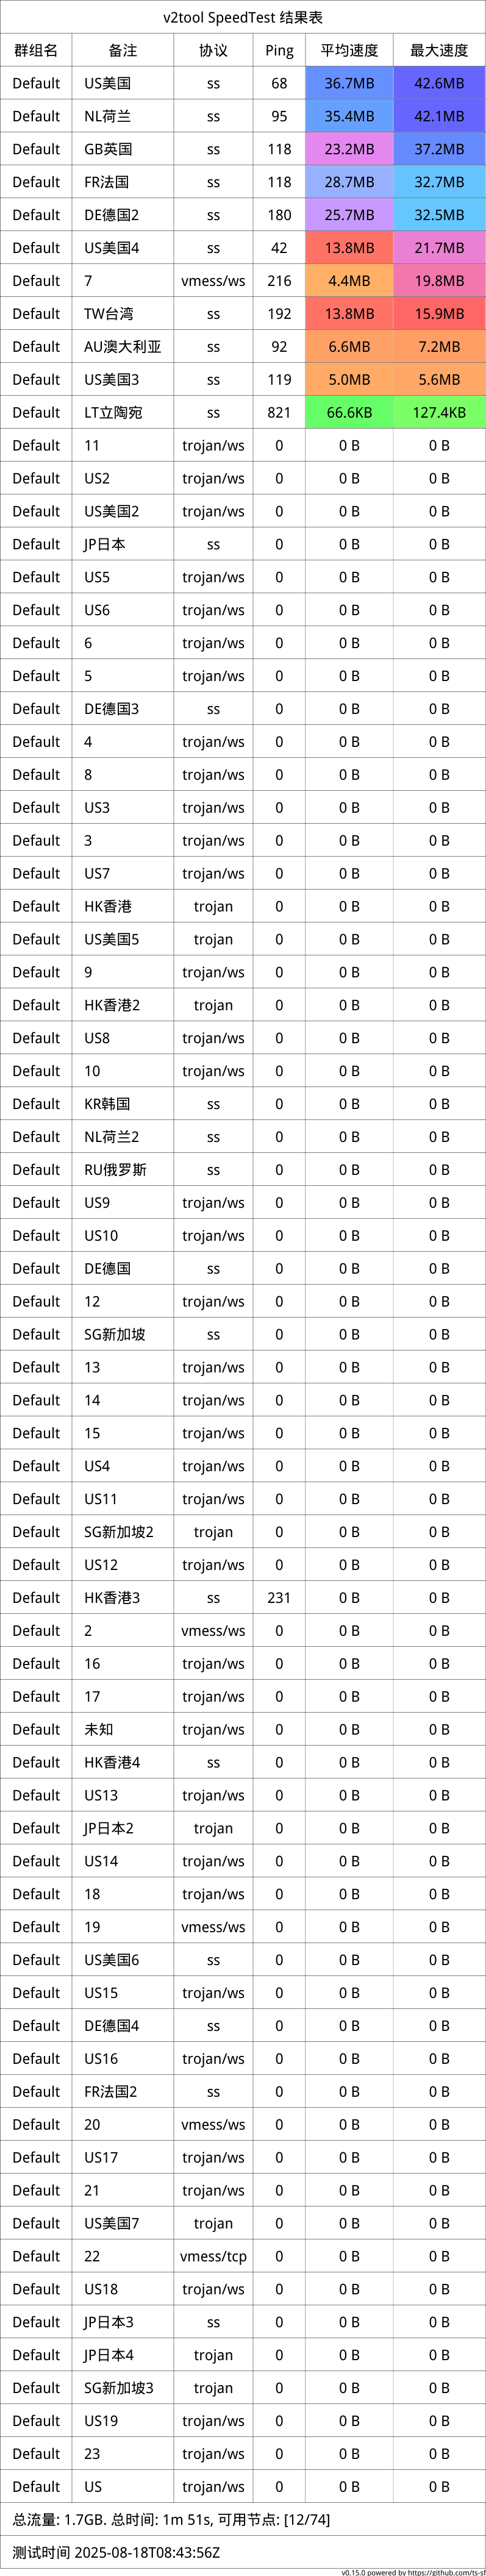 v2tool SpeedTest 结果表
群组名 备注 协议 Ping 平均速度 最大速度
Default US美国 ss 68 36.7MB 42.6MB
Default NL荷兰 ss 95 35.4MB 42.1MB
Default GB英国 ss 118 23.2MB 37.2MB
Default FR法国 ss 118 28.7MB 32.7MB
Default DE德国2 ss 180 25.7MB 32.5MB
Default US美国4 ss 42 13.8MB 21.7MB
Default 7 vmess/ws 216 4.4MB 19.8MB
Default TW台湾 ss 192 13.8MB 15.9MB
Default AU澳大利亚 ss 92 6.6MB 7.2MB
Default US美国3 ss 119 5.0MB 5.6MB
Default LT立陶宛 ss 821 66.6KB 127.4KB
Default 11 trojan/ws 0 0 B 0 B
Default US2 trojan/ws 0 0 B 0 B
Default US美国2 trojan/ws 0 0 B 0 B
Default JP日本 ss 0 0 B 0 B
Default US5 trojan/ws 0 0 B 0 B
Default US6 trojan/ws 0 0 B 0 B
Default 6 trojan/ws 0 0 B 0 B
Default 5 trojan/ws 0 0 B 0 B
Default DE德国3 ss 0 0 B 0 B
Default 4 trojan/ws 0 0 B 0 B
Default 8 trojan/ws 0 0 B 0 B
Default US3 trojan/ws 0 0 B 0 B
Default 3 trojan/ws 0 0 B 0 B
Default US7 trojan/ws 0 0 B 0 B
Default HK香港 trojan 0 0 B 0 B
Default US美国5 trojan 0 0 B 0 B
Default 9 trojan/ws 0 0 B 0 B
Default HK香港2 trojan 0 0 B 0 B
Default US8 trojan/ws 0 0 B 0 B
Default 10 trojan/ws 0 0 B 0 B
Default KR韩国 ss 0 0 B 0 B
Default NL荷兰2 ss 0 0 B 0 B
Default RU俄罗斯 ss 0 0 B 0 B
Default US9 trojan/ws 0 0 B 0 B
Default US10 trojan/ws 0 0 B 0 B
Default DE德国 ss 0 0 B 0 B
Default 12 trojan/ws 0 0 B 0 B
Default SG新加坡 ss 0 0 B 0 B
Default 13 trojan/ws 0 0 B 0 B
Default 14 trojan/ws 0 0 B 0 B
Default 15 trojan/ws 0 0 B 0 B
Default US4 trojan/ws 0 0 B 0 B
Default US11 trojan/ws 0 0 B 0 B
Default SG新加坡2 trojan 0 0 B 0 B
Default US12 trojan/ws 0 0 B 0 B
Default HK香港3 ss 231 0 B 0 B
Default 2 vmess/ws 0 0 B 0 B
Default 16 trojan/ws 0 0 B 0 B
Default 17 trojan/ws 0 0 B 0 B
Default 未知 trojan/ws 0 0 B 0 B
Default HK香港4 ss 0 0 B 0 B
Default US13 trojan/ws 0 0 B 0 B
Default JP日本2 trojan 0 0 B 0 B
Default US14 trojan/ws 0 0 B 0 B
Default 18 trojan/ws 0 0 B 0 B
Default 19 vmess/ws 0 0 B 0 B
Default US美国6 ss 0 0 B 0 B
Default US15 trojan/ws 0 0 B 0 B
Default DE德国4 ss 0 0 B 0 B
Default US16 trojan/ws 0 0 B 0 B
Default FR法国2 ss 0 0 B 0 B
Default 20 vmess/ws 0 0 B 0 B
Default US17 trojan/ws 0 0 B 0 B
Default 21 trojan/ws 0 0 B 0 B
Default US美国7 trojan 0 0 B 0 B
Default 22 vmess/tcp 0 0 B 0 B
Default US18 trojan/ws 0 0 B 0 B
Default JP日本3 ss 0 0 B 0 B
Default JP日本4 trojan 0 0 B 0 B
Default SG新加坡3 trojan 0 0 B 0 B
Default US19 trojan/ws 0 0 B 0 B
Default 23 trojan/ws 0 0 B 0 B
Default US trojan/ws 0 0 B 0 B
总流量: 1.7GB. 总时间: 1m 51s, 可用节点: [12/74]
测试时间 2025-08-18T08:43:56Z
v0.15.0 powered by https://github.com/ts-sf